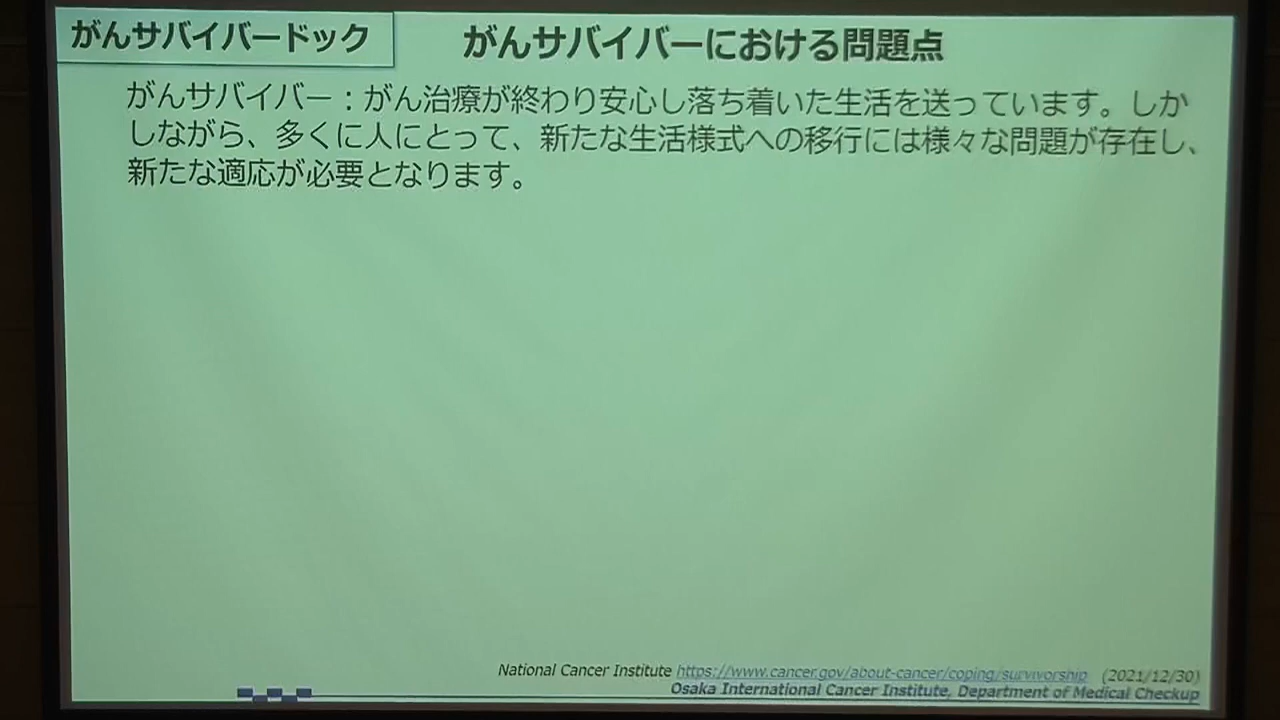 がんサバイバードック
がんサバイバーにおける問題点
がんサバイバー：がん治療が終わり安心し落ち着いた生活を送っています。しか
しながら、多くに人にとって、新たな生活様式への移行には様々な問題が存在し、
新たな適応が必要となります。
National Cancer Institute https://www.cancer.gov/about-cancer/coping/survivorship (2021/12/30)
Osaka International Cancer Institute, Department of Medical Checkup